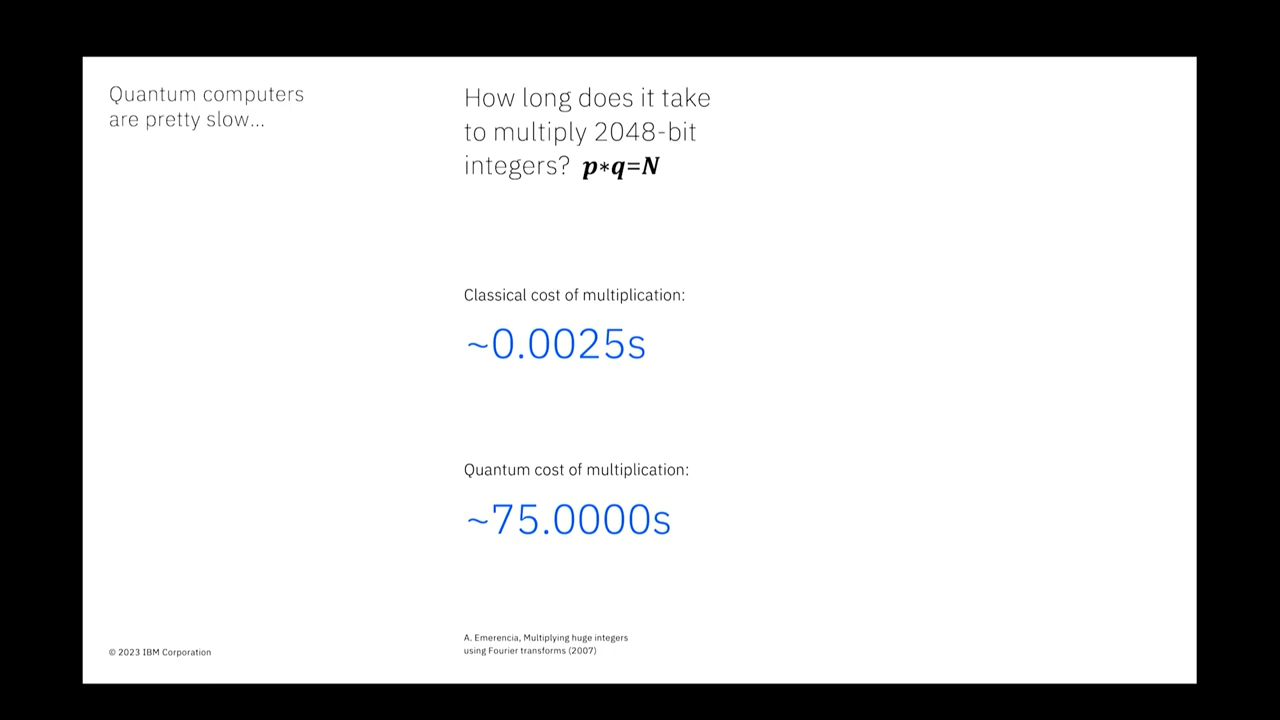 Quantum computers
are pretty slow...
How long does it take
to multiply 2048-bit
integers? p*q=N
Classical cost of multiplication:
~0.0025s
Quantum cost of multiplication:
~75.0000s
A. Emerencia, Multiplying huge integers
using Fourier transforms (2007)
© 2023 IBM Corporation